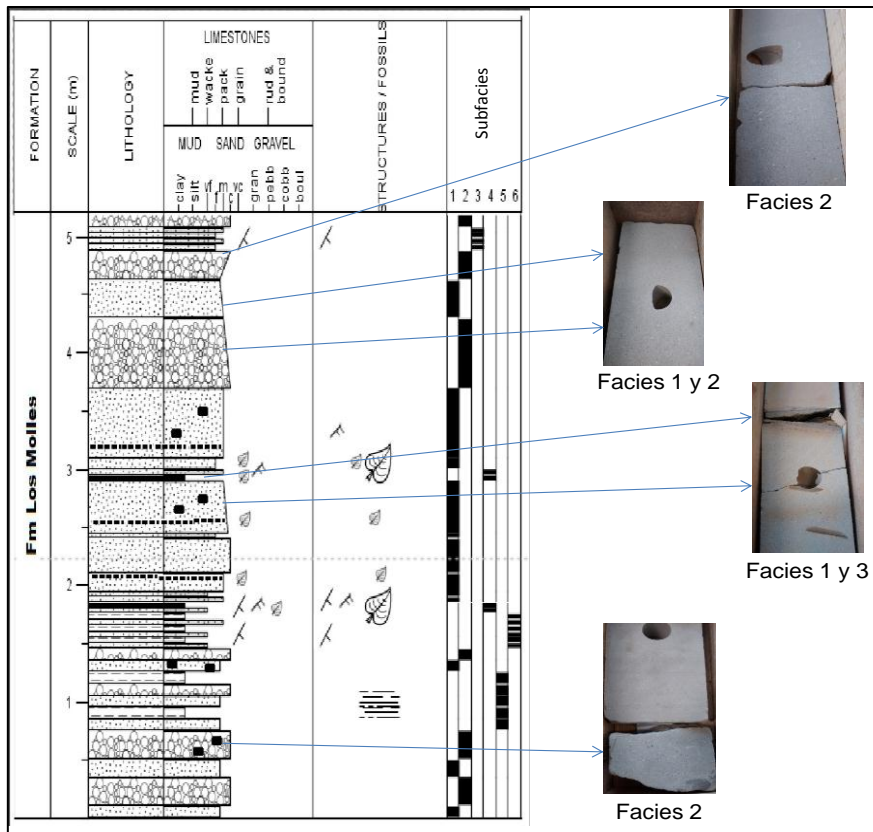 FORMATION
SCALE (m)
LITHOLOGY
LIMESTONES
mud
wacke
pack
grain
rud &
bound
MUD SAND GRAVEL
clay
silt
vf
f
m
c
vc
gran
pebb
cobb
boul
STRUCTURES / FOSSILS
Subfacies
1 2 3 4 5 6
Fm Los Molles
5
4
3
2
1
Facies 2
Facies 1 y 2
Facies 1 y 3
Facies 2